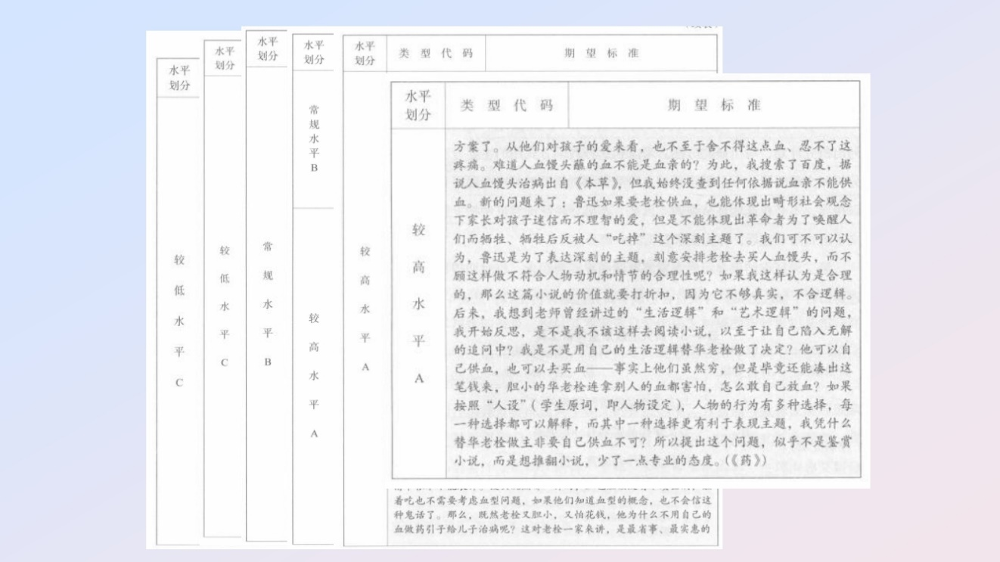 水平
划分
较
低
水
平
C
水平
划分
较
低
水
平
C
水平
划分
常
规
水
平
B
水平
划分
常
规
水
平
B
较
高
水
平
A
水平
划分
类 型 代 码
期 望 标 准
较
高
水
平
A
水平
划分
类 型 代 码
期 望 标 准
较
高
水
平
A
方案了。从他们对孩子的爱来看，也不至于舍不得这点血、忍不了这
疼痛。难道人血馒头蘸的血不能是血亲的？为此，我搜索了百度，据
说人血馒头治病出自《本草》，但我始终没查到任何依据说血亲不能供
血。新的问题来了：鲁迅如果要老栓供血，也能体现出畸形社会观念
下家长对孩子迷信而不理智的爱，但是不能体现出革命者为了唤醒人
们而牺牲、牺牲后反被人“吃掉”这个深刻主题了。我们可不可以认
为，鲁迅是为了表达深刻的主题，刻意安排老栓去买人血馒头，而不
顾这样做不符合人物动机和情节的合理性呢？如果我这样认为是合理
的，那么这篇小说的价值就要打折扣，因为它不够真实，不合逻辑。
后来，我想到老师曾经讲过的“生活逻辑”和“艺术逻辑”的问题，
我开始反思，是不是我不该这样去阅读小说，以至于让自己陷入无解
的追问中？我是不是用自己的生活逻辑替华老栓做了决定？他可以自
己供血，也可以去买血——事实上他们虽然穷，但是毕竟还能凑出这
笔钱来，胆小的华老栓连拿别人的血都害怕，怎么敢自己放血？如果
按照“人设”（学生原词，即人物设定），人物的行为有多种选择，每
一种选择都可以解释，而其中一种选择更有利于表现主题，我凭什么
替华老栓做主非要自己供血不可？所以提出这个问题，似乎不是鉴赏
小说，而是想推翻小说，少了一点专业的态度。（《药》）
着吃也不需要考虑血型问题，如果他们知道血型的概念，也不会信这
种鬼话了。那么，既然老栓又胆小，又怕花钱，他为什么不用自己的
血做药引子给儿子治病呢？这对老栓一家来讲，是最省事、最实惠的